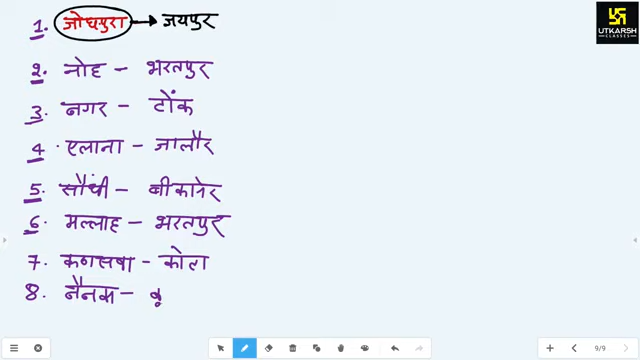 1. जोधपुरा → जयपुर
2. नोह - भरतपुर
3. नगर - टोंक
4. एलाना - जालौर
5. सौंथी - बीकानेर
6. मल्लाह - भरतपुर
7. कणसवा - कोटा
8. नैनवा -
UTKARSH
CLASSES
9/9